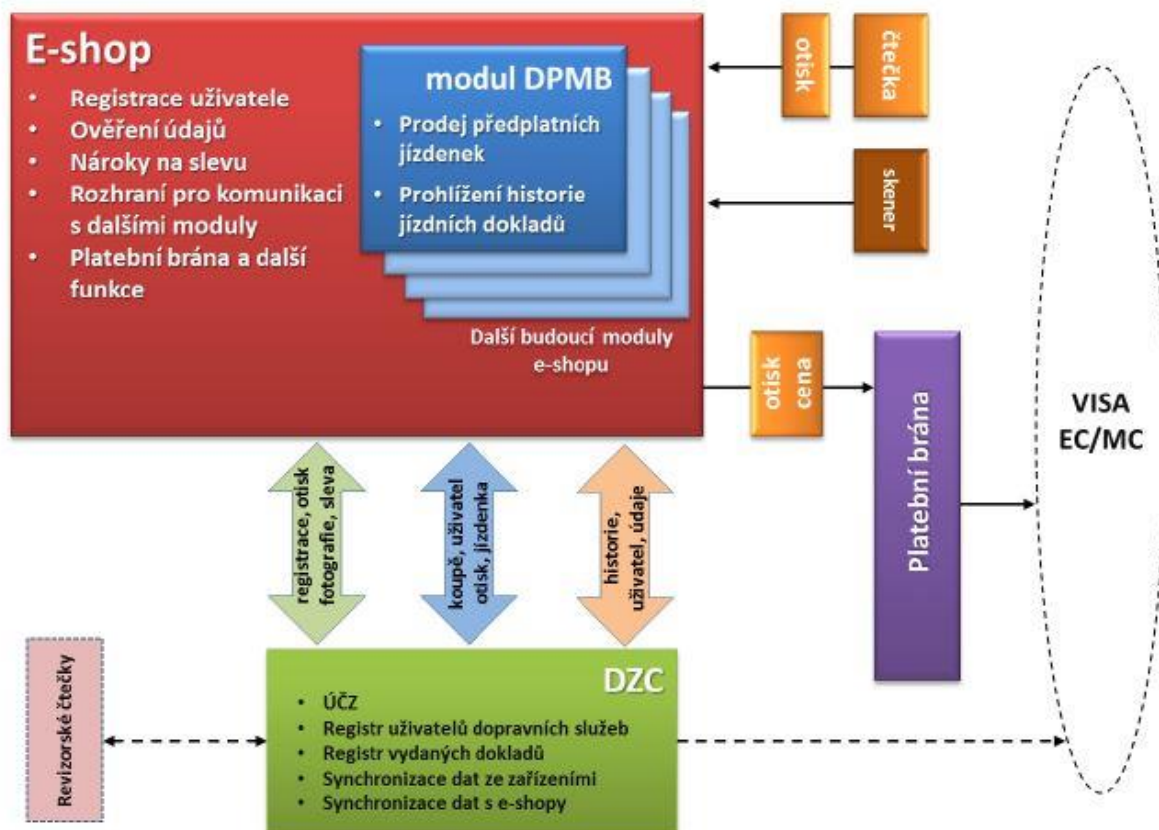 E-shop
• Registrace uživatele
• Ověření údajů
• Nároky na slevu
• Rozhraní pro komunikaci
s dalšími moduly
• Platební brána a další
funkce
modul DPMB
• Prodej předplatních
jízdenek
• Prohlížení historie
jízdních dokladů
Další budoucí moduly
e-shopu
otisk
čtečka
skener
otisk
cena
Platební brána
VISA
EC/MC
registrace, otisk
fotografie, sleva
koupě, uživatel
otisk, jízdenka
historie,
uživatel, údaje
Revizorské čtečky
DZC
• ÚČZ
• Registr uživatelů dopravních služeb
• Registr vydaných dokladů
• Synchronizace dat ze zařízeními
• Synchronizace dat s e-shopy